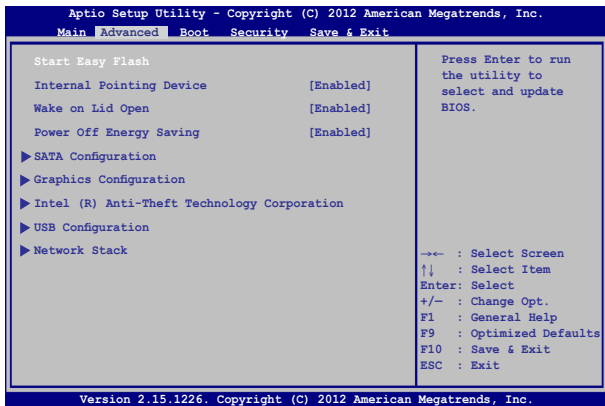 Aptio Setup Utility - Copyright (C) 2012 American Megatrends, Inc.
Main Advanced Boot Security Save & Exit
Start Easy Flash
Internal Pointing Device [Enabled]
Wake on Lid Open [Enabled]
Power Off Energy Saving [Enabled]
SATA Configuration
Graphics Configuration
Intel (R) Anti-Theft Technology Corporation
USB Configuration
Network Stack
Press Enter to run
the utility to
select and update
BIOS.
→← : Select Screen
↑↓ : Select Item
Enter: Select
+/— : Change Opt.
F1 : General Help
F9 : Optimized Defaults
F10 : Save & Exit
ESC : Exit
Version 2.15.1226. Copyright (C) 2012 American Megatrends, Inc.